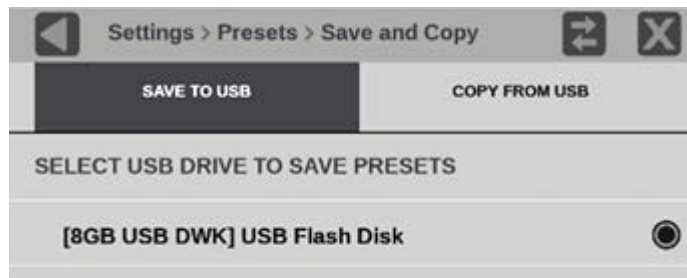 Settings > Presets > Save and Copy
SAVE TO USB
COPY FROM USB
SELECT USB DRIVE TO SAVE PRESETS
[8GB USB DWK] USB Flash Disk